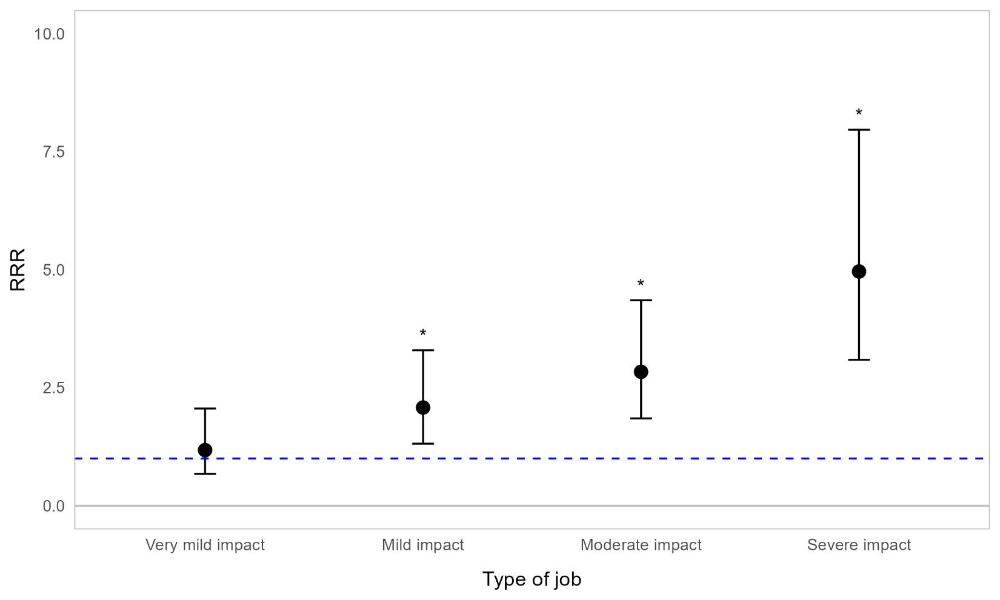 10.0
7.5
5.0
2.5
0.0
RRR
*
*
*
Very mild impact
Mild impact
Moderate impact
Severe impact
Type of job